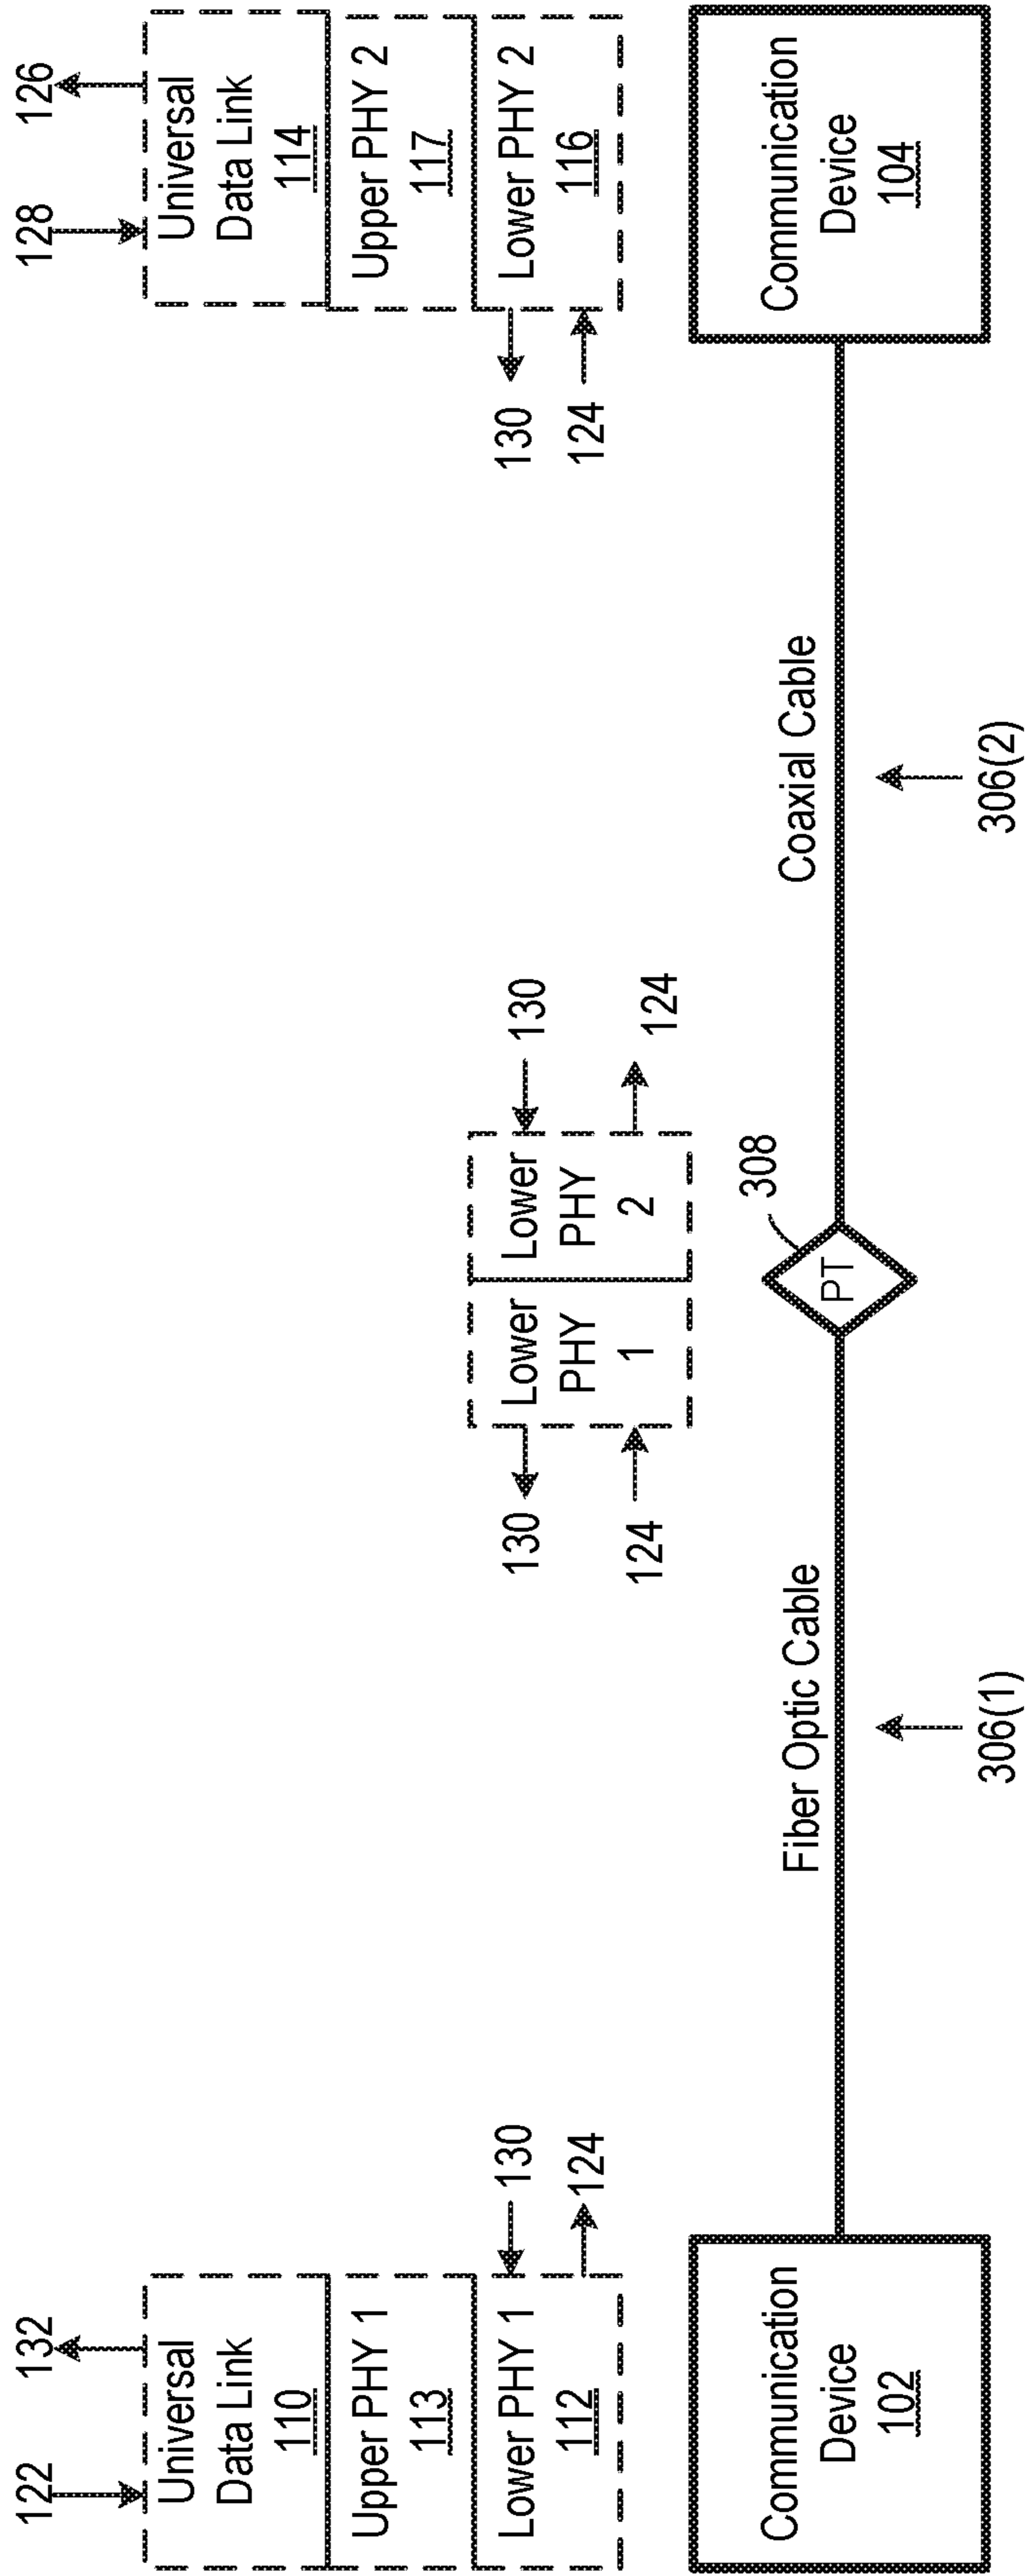 122
132
Universal
Data Link
110
Upper PHY 1
113
Lower PHY 1
112
130
124
Communication
Device
102
Fiber Optic Cable
306(1)
130
124
Lower
PHY
1
Lower
PHY
2
130
124
308
PT
Coaxial Cable
306(2)
128
126
Universal
Data Link
114
Upper PHY 2
117
Lower PHY 2
116
130
124
Communication
Device
104